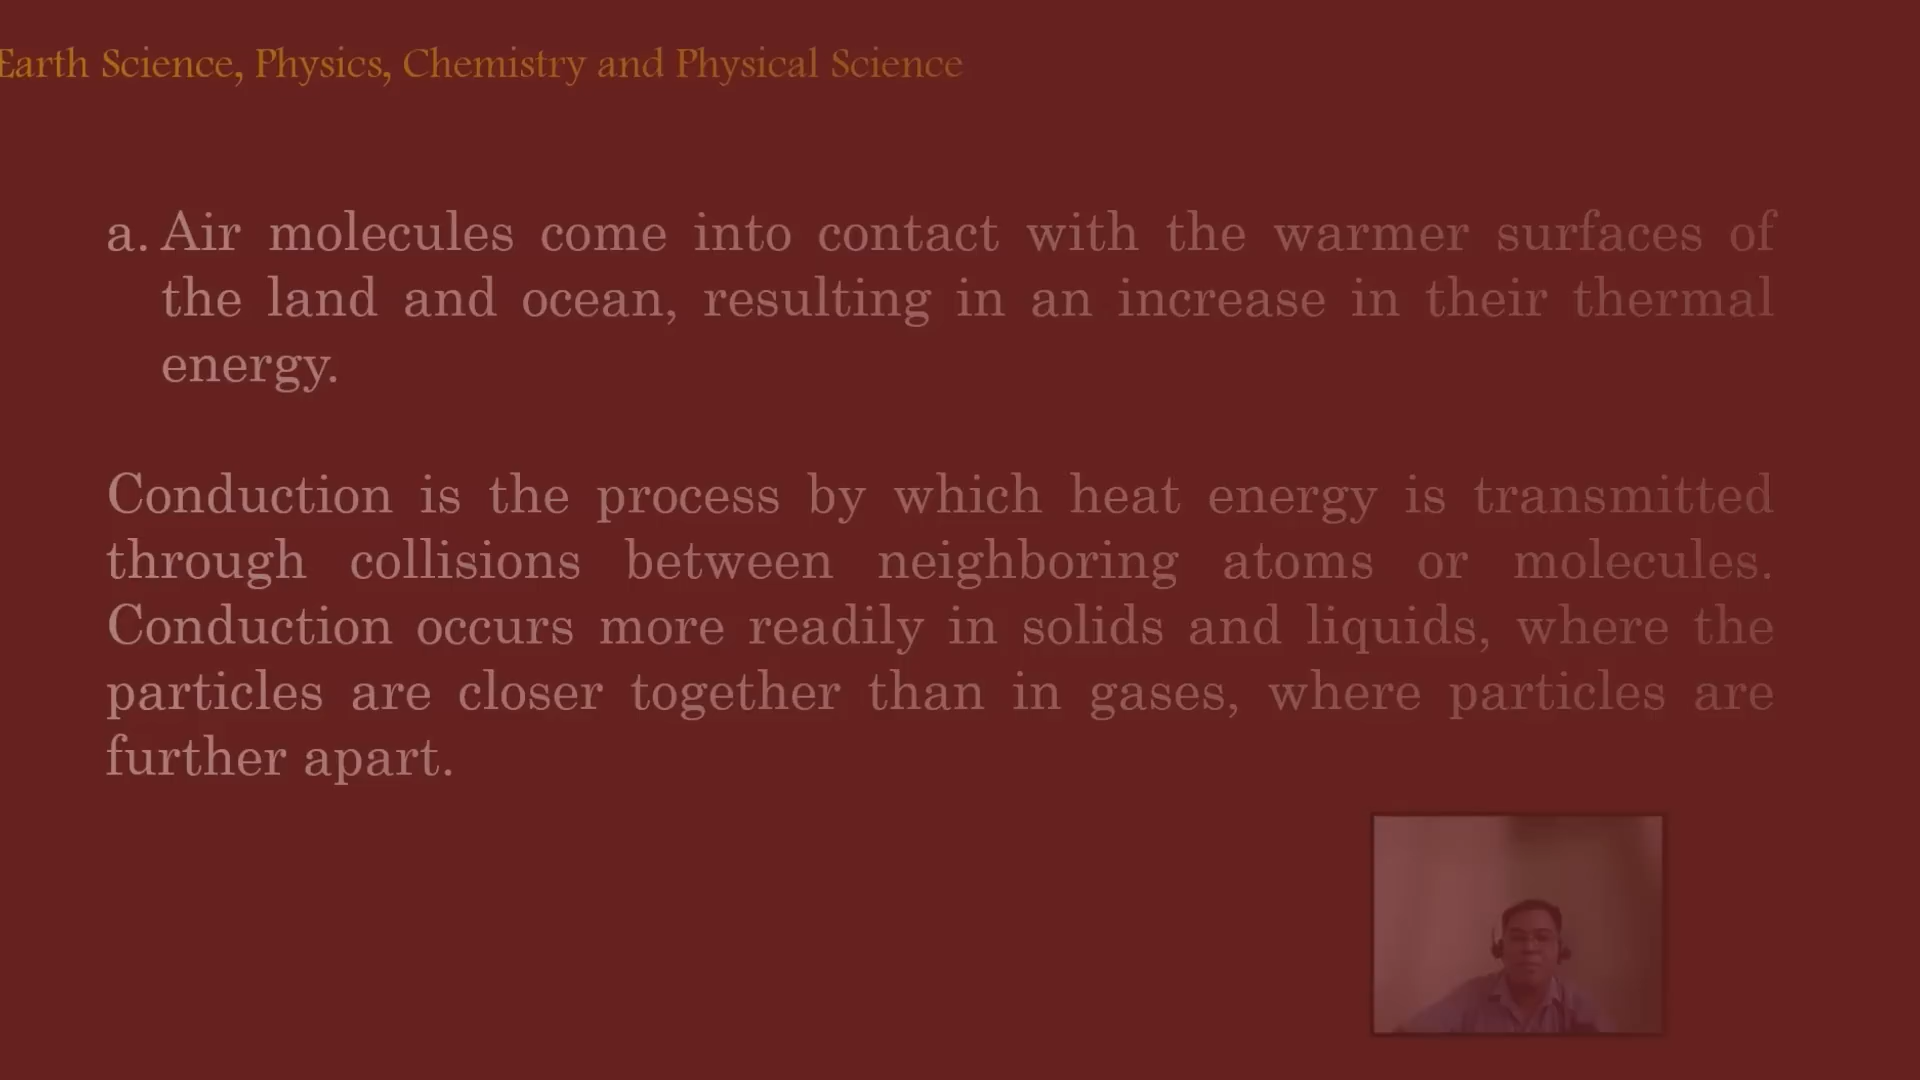 Earth Science, Physics, Chemistry and Physical Science
a. Air molecules come into contact with the warmer surfaces of
the land and ocean, resulting in an increase in their thermal
energy.
Conduction is the process by which heat energy is transmitted
through collisions between neighboring atoms or molecules.
Conduction occurs more readily in solids and liquids, where the
particles are closer together than in gases, where particles are
further apart.